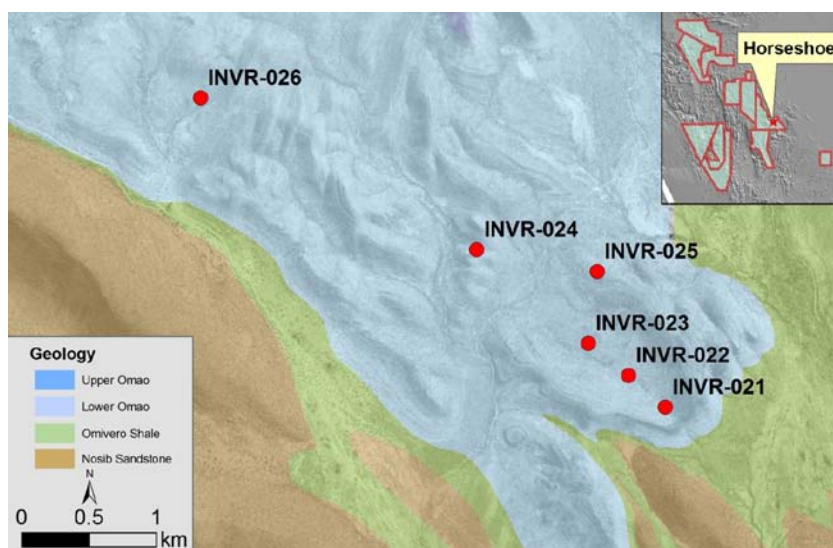 Horseshoe
INVR-026
INVR-024
INVR-025
INVR-023
INVR-022
INVR-021
Geology
Upper Omao
Lower Omao
Omivero Shale
Nosib Sandstone
N
0 0.5 1
km